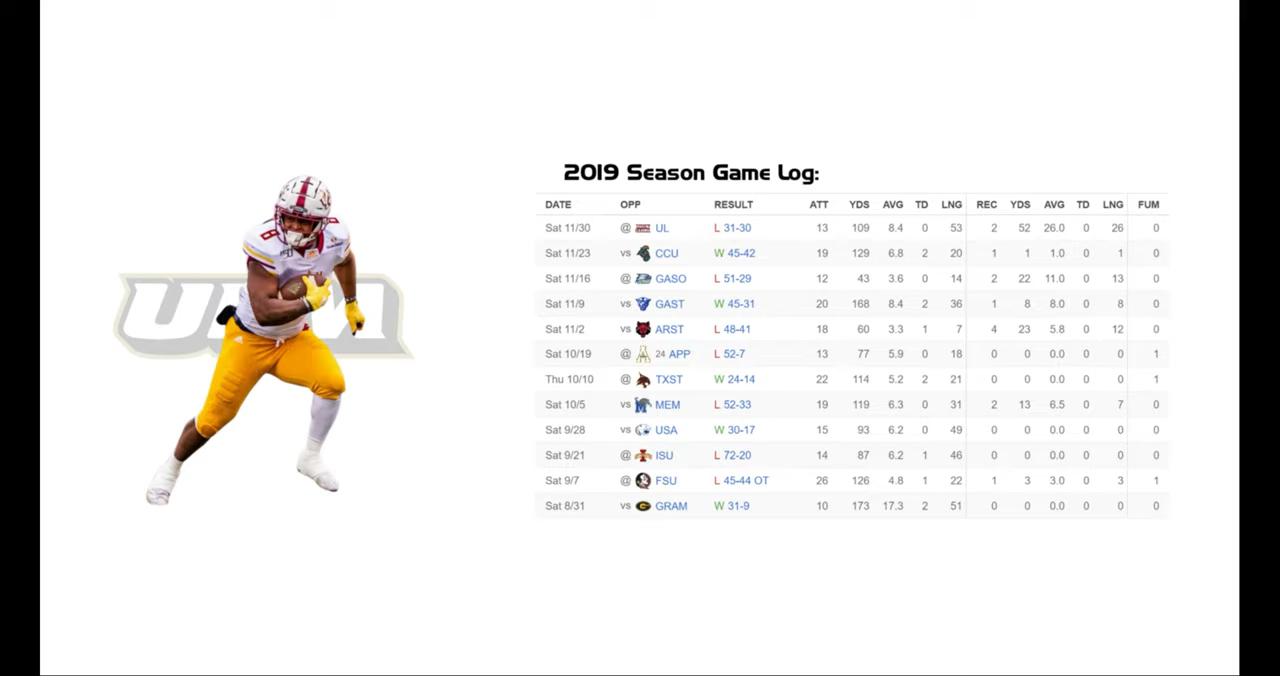 2019 Season Game Log:
DATE OPP RESULT ATT YDS AVG TD LNG REC YDS AVG TD LNG FUM
Sat 11/30 @ UL L 31-30 13 109 8.4 0 53 2 52 26.0 0 26 0
Sat 11/23 vs CCU W 45-42 19 129 6.8 2 20 1 1 1.0 0 1 0
Sat 11/16 @ GASO L 51-29 12 43 3.6 0 14 2 22 11.0 0 13 0
Sat 11/9 vs GAST W 45-31 20 168 8.4 2 36 1 8 8.0 0 8 0
Sat 11/2 vs ARST L 48-41 18 60 3.3 1 7 4 23 5.8 0 12 0
Sat 10/19 @ 24 APP L 52-7 13 77 5.9 0 18 0 0 0.0 0 0 1
Thu 10/10 @ TXST W 24-14 22 114 5.2 2 21 0 0 0.0 0 0 1
Sat 10/5 vs MEM L 52-33 19 119 6.3 0 31 2 13 6.5 0 7 0
Sat 9/28 vs USA W 30-17 15 93 6.2 0 49 0 0 0.0 0 0 0
Sat 9/21 @ ISU L 72-20 14 87 6.2 1 46 0 0 0.0 0 0 0
Sat 9/7 @ FSU L 45-44 OT 26 126 4.8 1 22 1 3 3.0 0 3 1
Sat 8/31 vs GRAM W 31-9 10 173 17.3 2 51 0 0 0.0 0 0 0
8